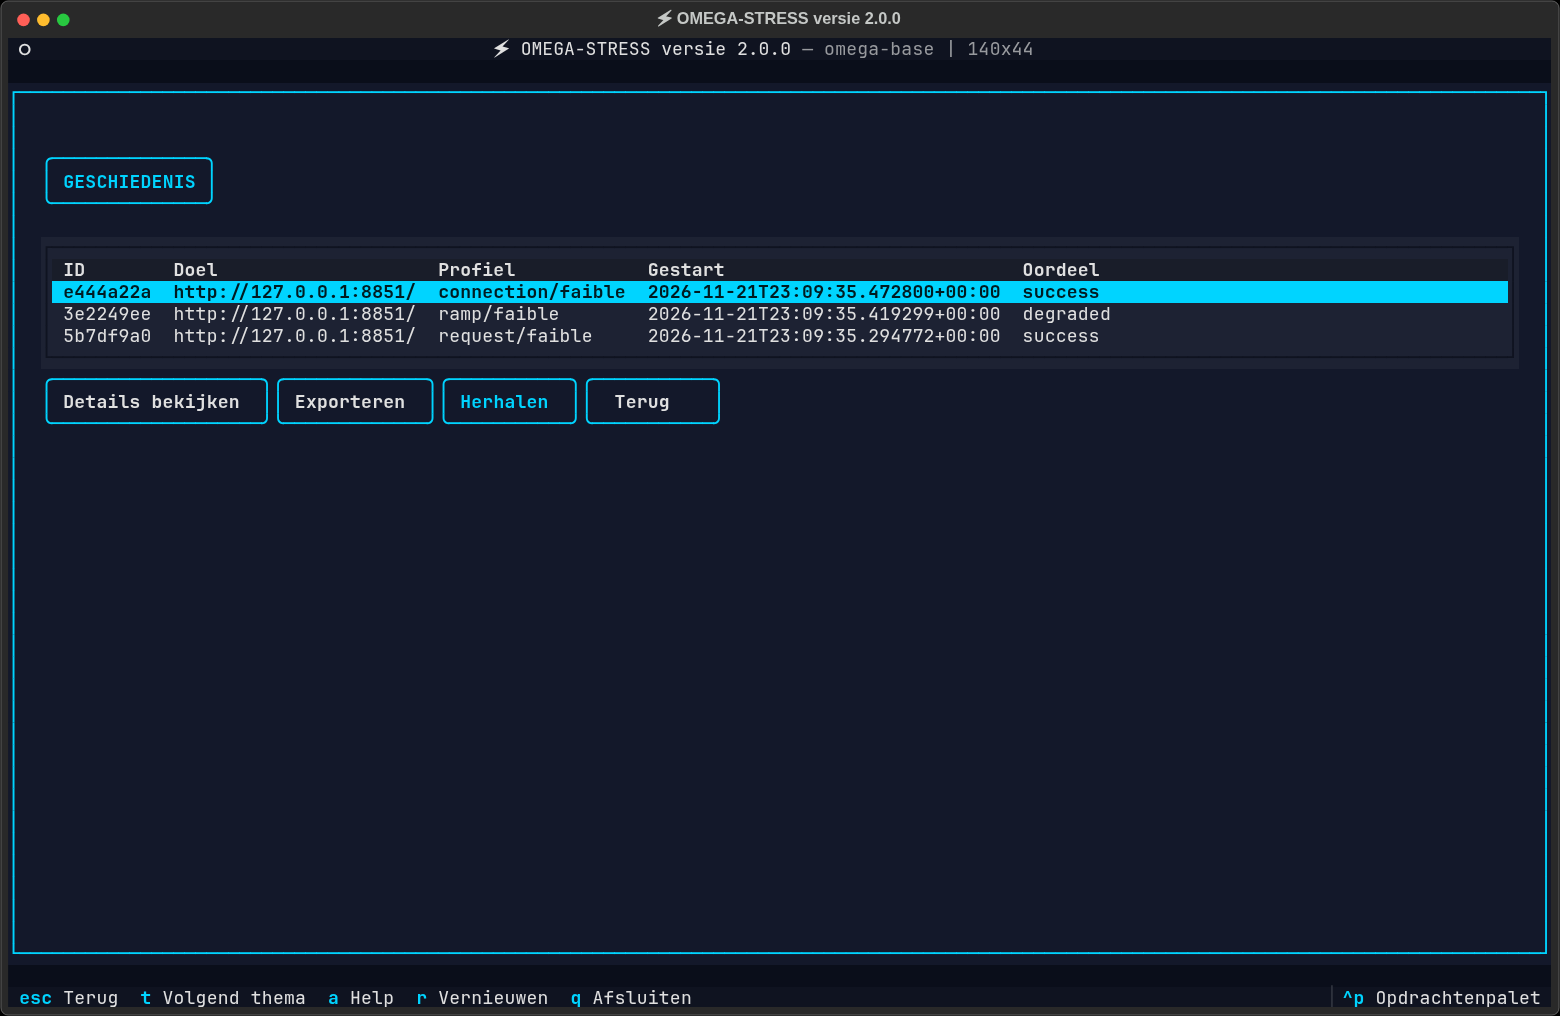 ⚡ OMEGA-STRESS versie 2.0.0
⚡ OMEGA-STRESS versie 2.0.0 — omega-base | 140x44
GESCHIEDENIS
ID Doel Profiel Gestart Oordeel
e444a22a http://127.0.0.1:8851/ connection/faible 2026-11-21T23:09:35.472800+00:00 success
3e2249ee http://127.0.0.1:8851/ ramp/faible 2026-11-21T23:09:35.419299+00:00 degraded
5b7df9a0 http://127.0.0.1:8851/ request/faible 2026-11-21T23:09:35.294772+00:00 success
Details bekijken Exporteren Herhalen Terug
esc Terug t Volgend thema a Help r Vernieuwen q Afsluiten ^p Opdrachtenpalet